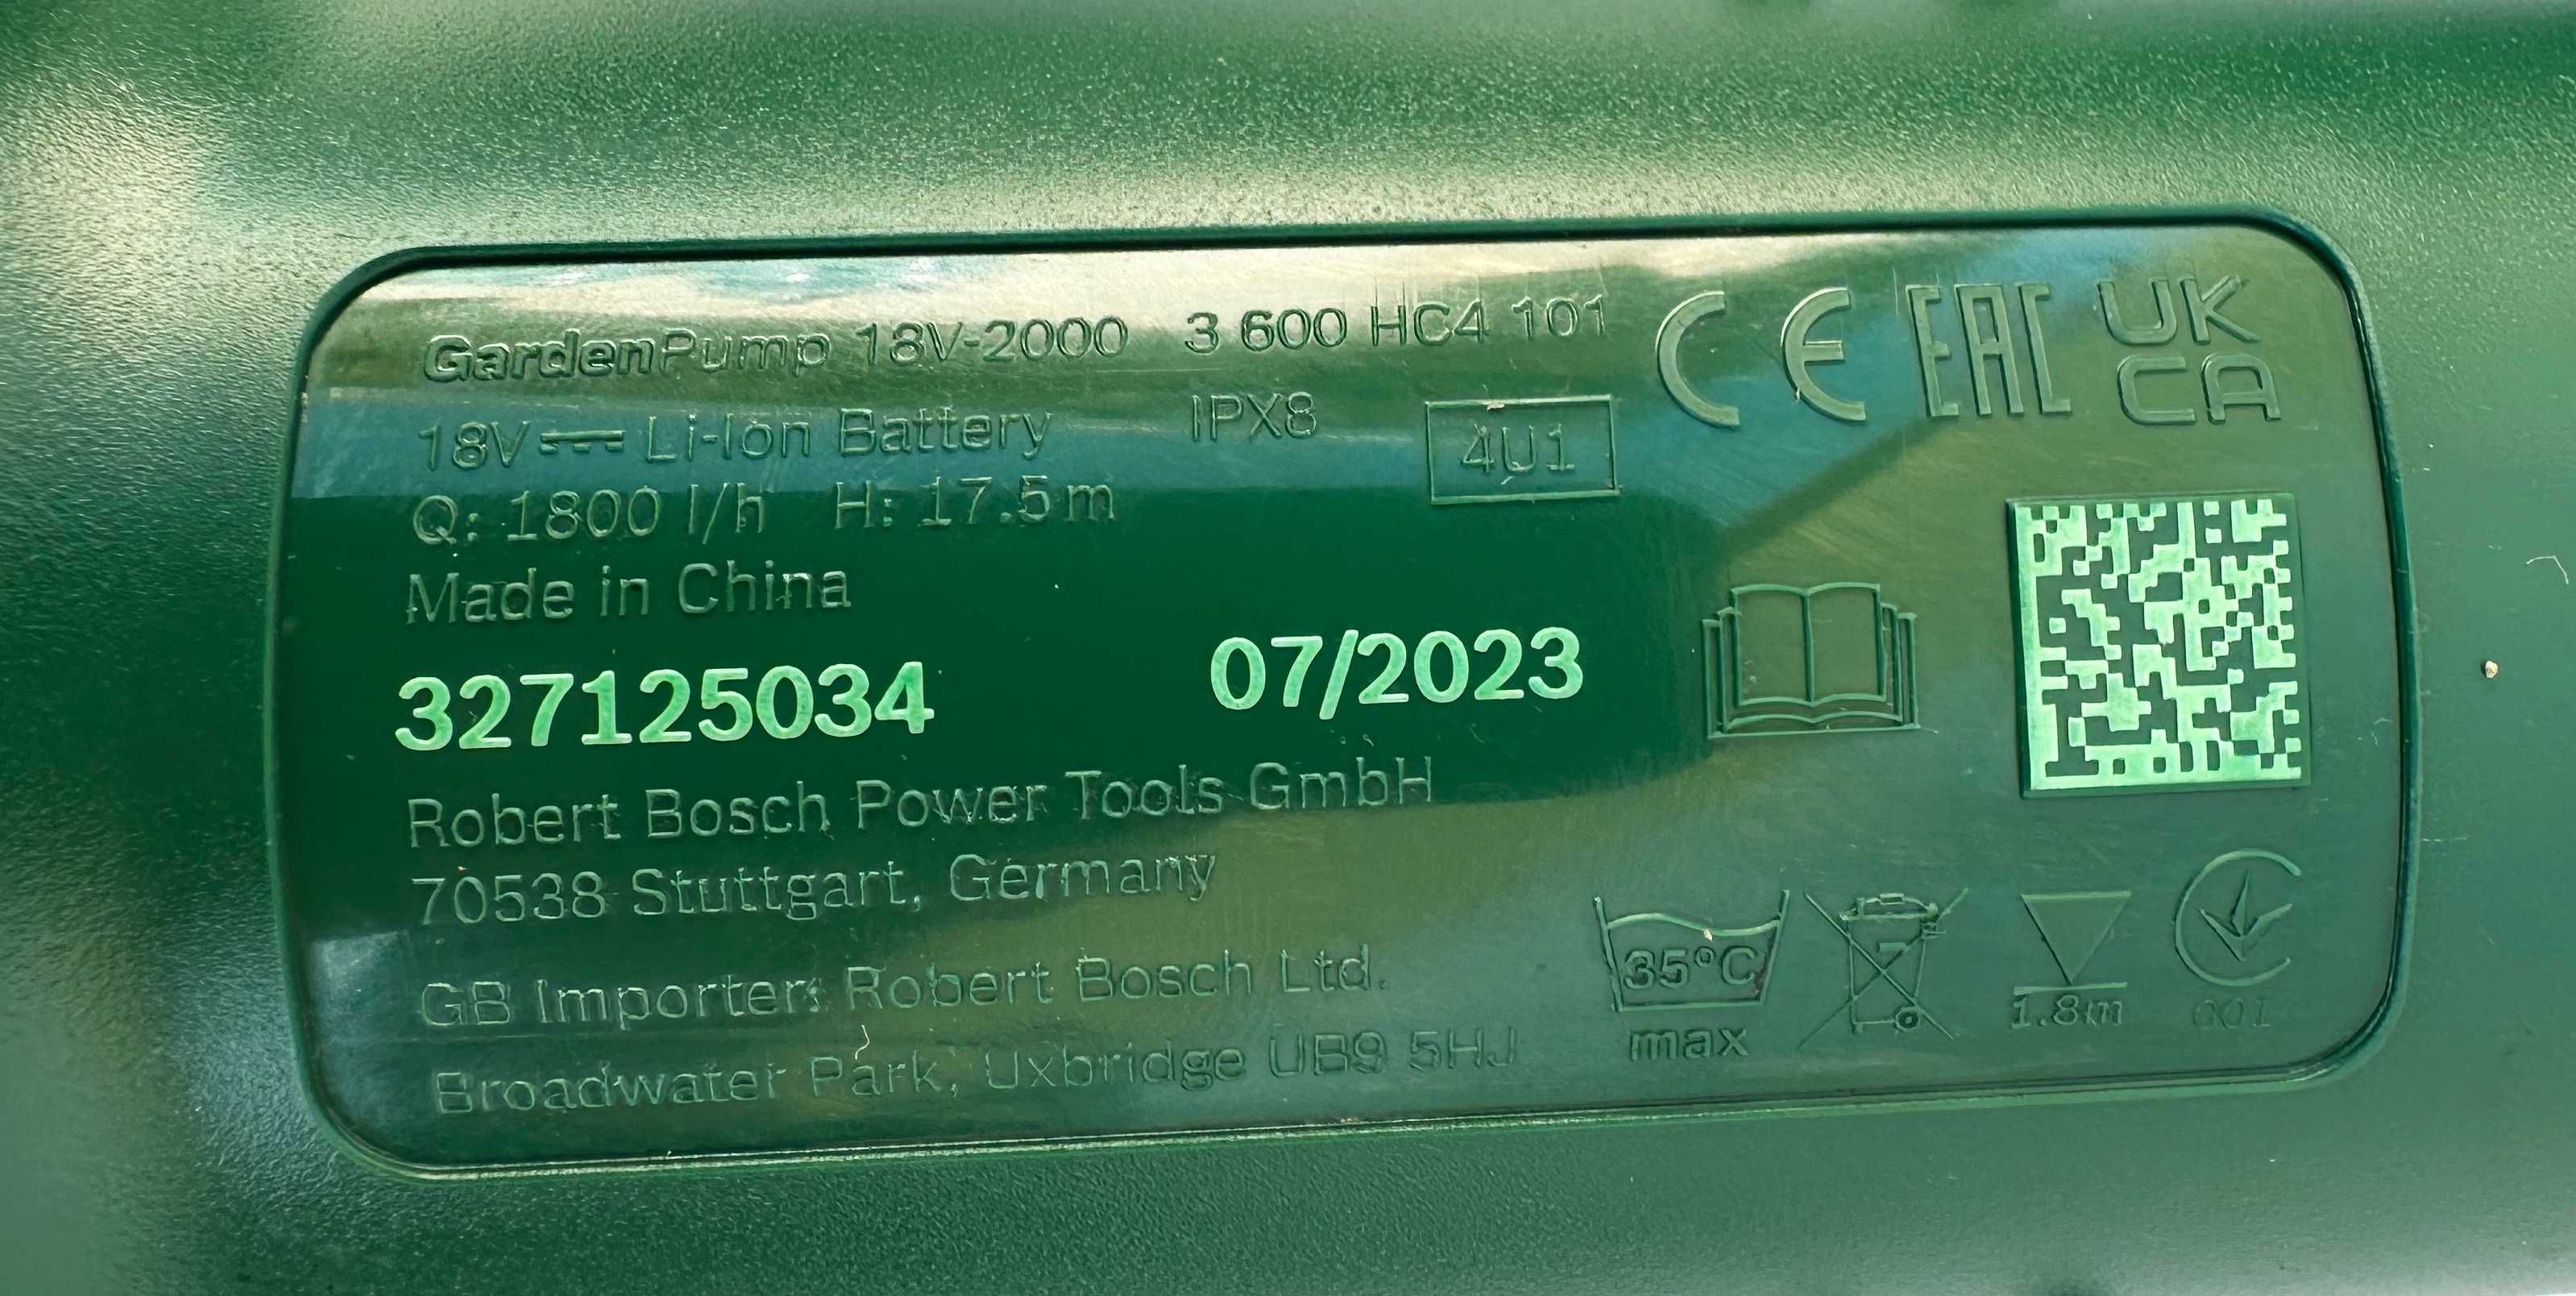 GardenPump 18V-2000 3 600 HC4 101
CE EAC UK CA
18V Li-Ion Battery IPX8 4U1
Q: 1800 l/h H: 17.5 m
Made in China
327125034 07/2023
Robert Bosch Power Tools GmbH
70538 Stuttgart, Germany
GB Importer: Robert Bosch Ltd.
Broadwater Park, Uxbridge UB9 5HJ
35°C
max
1.8m
001